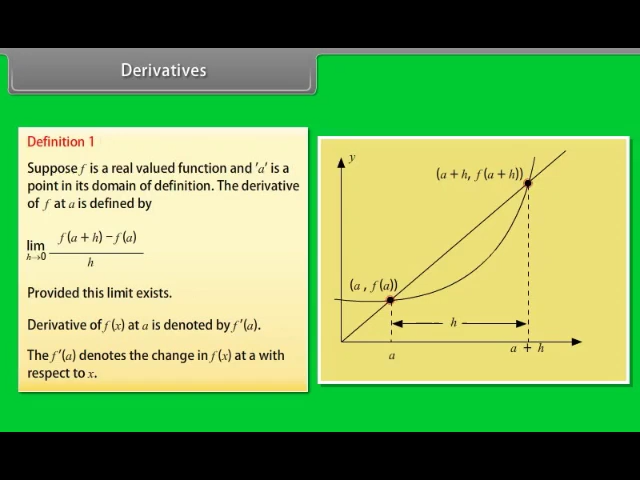 Derivatives
Definition 1
Suppose f is a real valued function and 'a' is a
point in its domain of definition. The derivative
of f at a is defined by
lim h→0 f(a + h) − f(a) / h
Provided this limit exists.
Derivative of f(x) at a is denoted by f′(a).
The f′(a) denotes the change in f(x) at a with
respect to x.
y
(a + h, f(a + h))
(a , f(a))
h
a
a + h